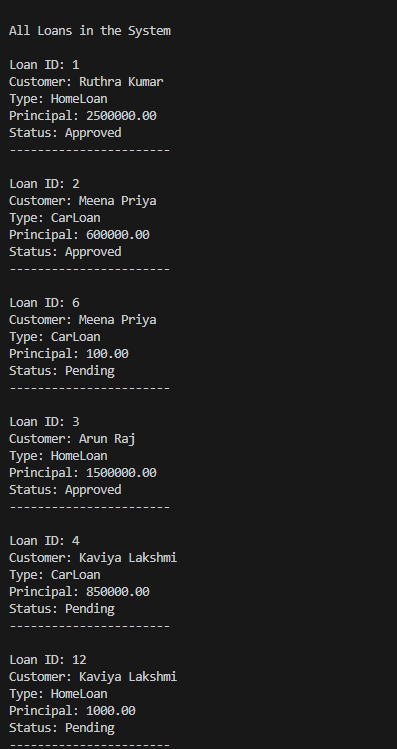 All Loans in the System
Loan ID: 1
Customer: Ruthra Kumar
Type: HomeLoan
Principal: 2500000.00
Status: Approved
-----------------------
Loan ID: 2
Customer: Meena Priya
Type: CarLoan
Principal: 600000.00
Status: Approved
-----------------------
Loan ID: 6
Customer: Meena Priya
Type: CarLoan
Principal: 100.00
Status: Pending
-----------------------
Loan ID: 3
Customer: Arun Raj
Type: HomeLoan
Principal: 1500000.00
Status: Approved
-----------------------
Loan ID: 4
Customer: Kaviya Lakshmi
Type: CarLoan
Principal: 850000.00
Status: Pending
-----------------------
Loan ID: 12
Customer: Kaviya Lakshmi
Type: HomeLoan
Principal: 1000.00
Status: Pending
-----------------------